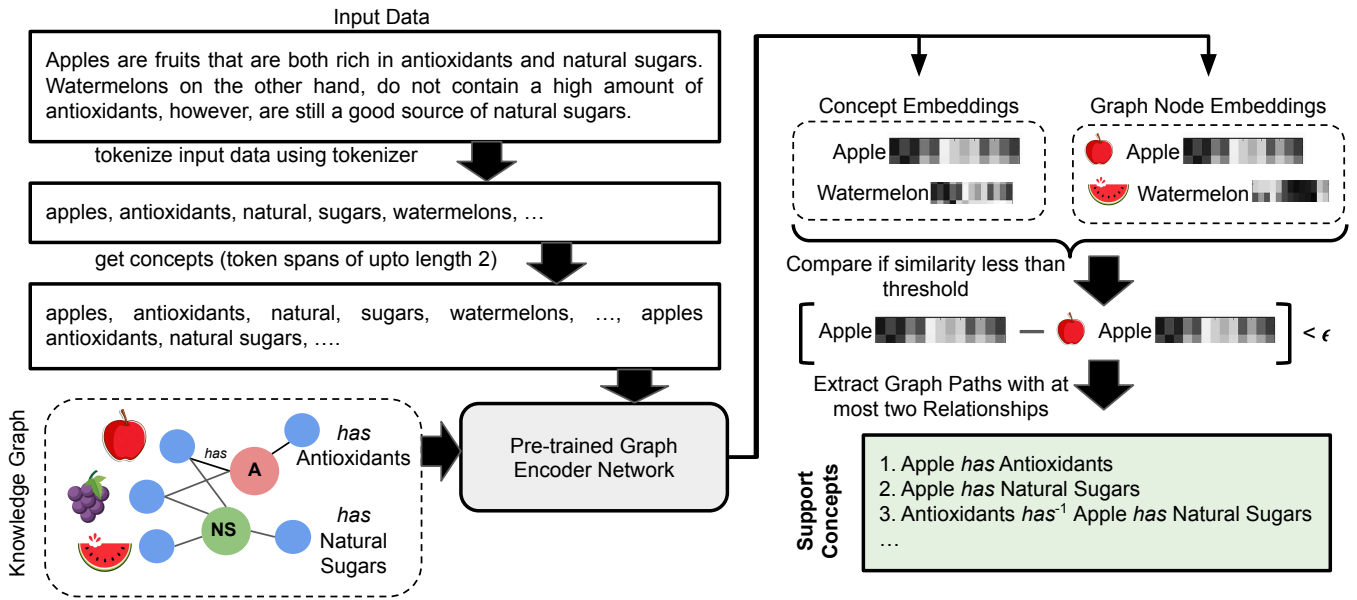 Input Data
Apples are fruits that are both rich in antioxidants and natural sugars.
Watermelons on the other hand, do not contain a high amount of
antioxidants, however, are still a good source of natural sugars.
tokenize input data using tokenizer
apples, antioxidants, natural, sugars, watermelons, …
get concepts (token spans of upto length 2)
apples, antioxidants, natural, sugars, watermelons, …, apples
antioxidants, natural sugars, ….
Knowledge Graph
has
A
NS
has
Antioxidants
has
Natural
Sugars
Pre-trained Graph
Encoder Network
Concept Embeddings
Apple
Watermelon
Graph Node Embeddings
Apple
Watermelon
Compare if similarity less than
threshold
Apple — Apple < ϵ
Extract Graph Paths with at
most two Relationships
Support
Concepts
1. Apple has Antioxidants
2. Apple has Natural Sugars
3. Antioxidants has⁻¹ Apple has Natural Sugars
…